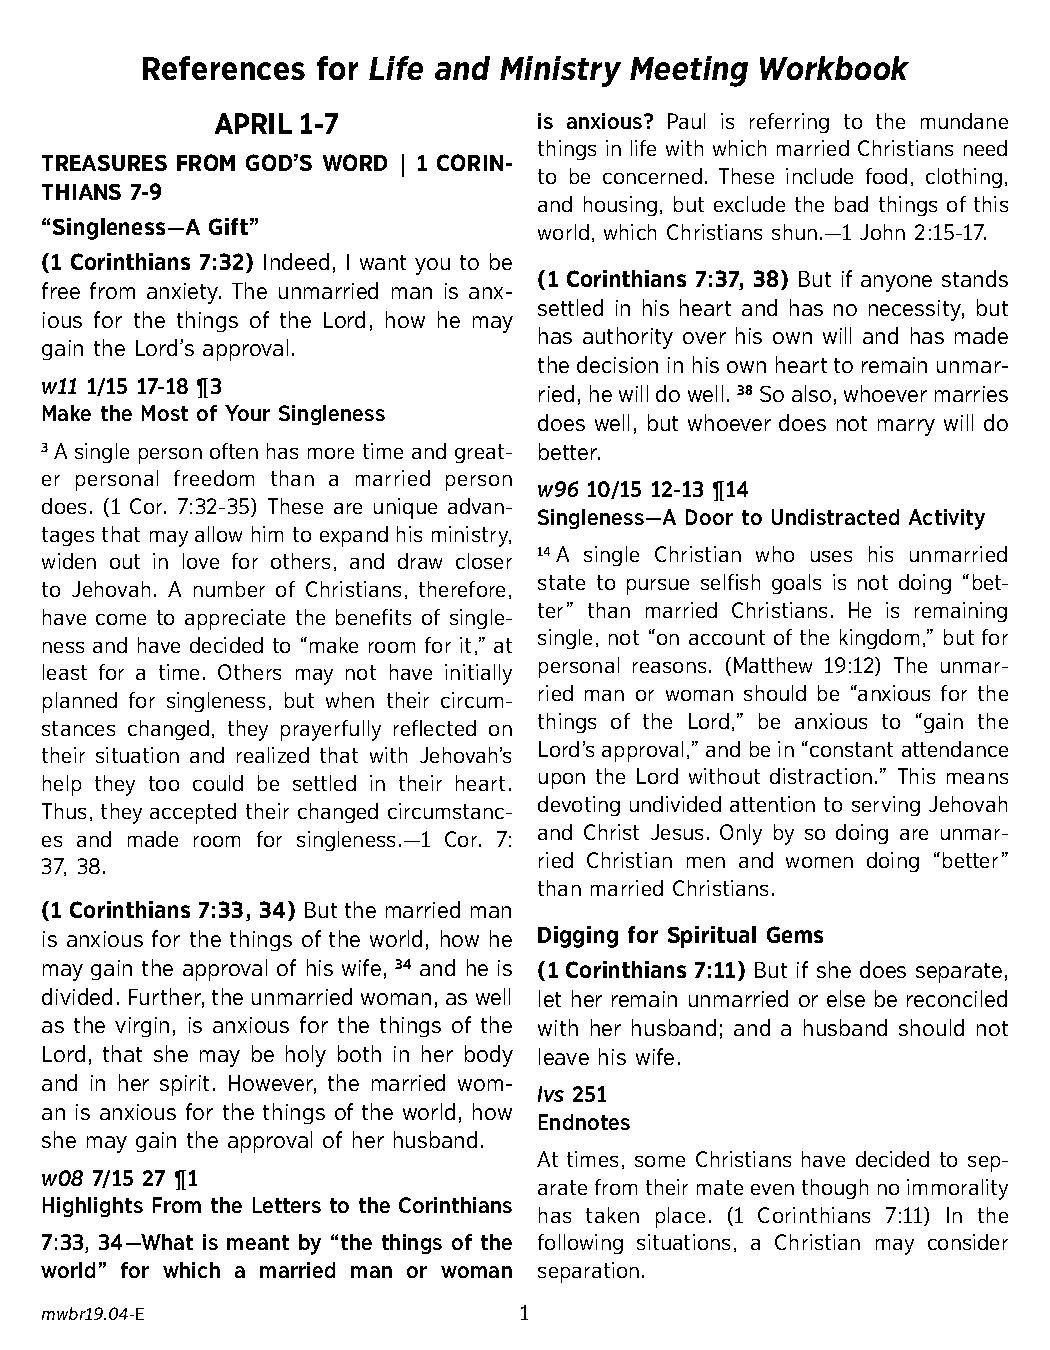 References for Life and Ministry Meeting Workbook
APRIL 1-7
TREASURES FROM GOD’S WORD | 1 CORIN-
THIANS 7-9
“Singleness—A Gift”
(1 Corinthians 7:32) Indeed, I want you to be
free from anxiety. The unmarried man is anx-
ious for the things of the Lord, how he may
gain the Lord’s approval.
w11 1/15 17-18 ¶3
Make the Most of Your Singleness
³ A single person often has more time and great-
er personal freedom than a married person
does. (1 Cor. 7:32-35) These are unique advan-
tages that may allow him to expand his ministry,
widen out in love for others, and draw closer
to Jehovah. A number of Christians, therefore,
have come to appreciate the benefits of single-
ness and have decided to “make room for it,” at
least for a time. Others may not have initially
planned for singleness, but when their circum-
stances changed, they prayerfully reflected on
their situation and realized that with Jehovah’s
help they too could be settled in their heart.
Thus, they accepted their changed circumstanc-
es and made room for singleness.—1 Cor. 7:
37, 38.
(1 Corinthians 7:33, 34) But the married man
is anxious for the things of the world, how he
may gain the approval of his wife, ³⁴ and he is
divided. Further, the unmarried woman, as well
as the virgin, is anxious for the things of the
Lord, that she may be holy both in her body
and in her spirit. However, the married wom-
an is anxious for the things of the world, how
she may gain the approval of her husband.
w08 7/15 27 ¶1
Highlights From the Letters to the Corinthians
7:33, 34—What is meant by “the things of the
world” for which a married man or woman
is anxious? Paul is referring to the mundane
things in life with which married Christians need
to be concerned. These include food, clothing,
and housing, but exclude the bad things of this
world, which Christians shun.—1 John 2:15-17.
(1 Corinthians 7:37, 38) But if anyone stands
settled in his heart and has no necessity, but
has authority over his own will and has made
the decision in his own heart to remain unmar-
ried, he will do well. ³⁸ So also, whoever marries
does well, but whoever does not marry will do
better.
w96 10/15 12-13 ¶14
Singleness—A Door to Undistracted Activity
¹⁴ A single Christian who uses his unmarried
state to pursue selfish goals is not doing “bet-
ter” than married Christians. He is remaining
single, not “on account of the kingdom,” but for
personal reasons. (Matthew 19:12) The unmar-
ried man or woman should be “anxious for the
things of the Lord,” be anxious to “gain the
Lord’s approval,” and be in “constant attendance
upon the Lord without distraction.” This means
devoting undivided attention to serving Jehovah
and Christ Jesus. Only by so doing are unmar-
ried Christian men and women doing “better”
than married Christians.
Digging for Spiritual Gems
(1 Corinthians 7:11) But if she does separate,
let her remain unmarried or else be reconciled
with her husband; and a husband should not
leave his wife.
lvs 251
Endnotes
At times, some Christians have decided to sep-
arate from their mate even though no immorality
has taken place. (1 Corinthians 7:11) In the
following situations, a Christian may consider
separation.
mwbr19.04-E
1